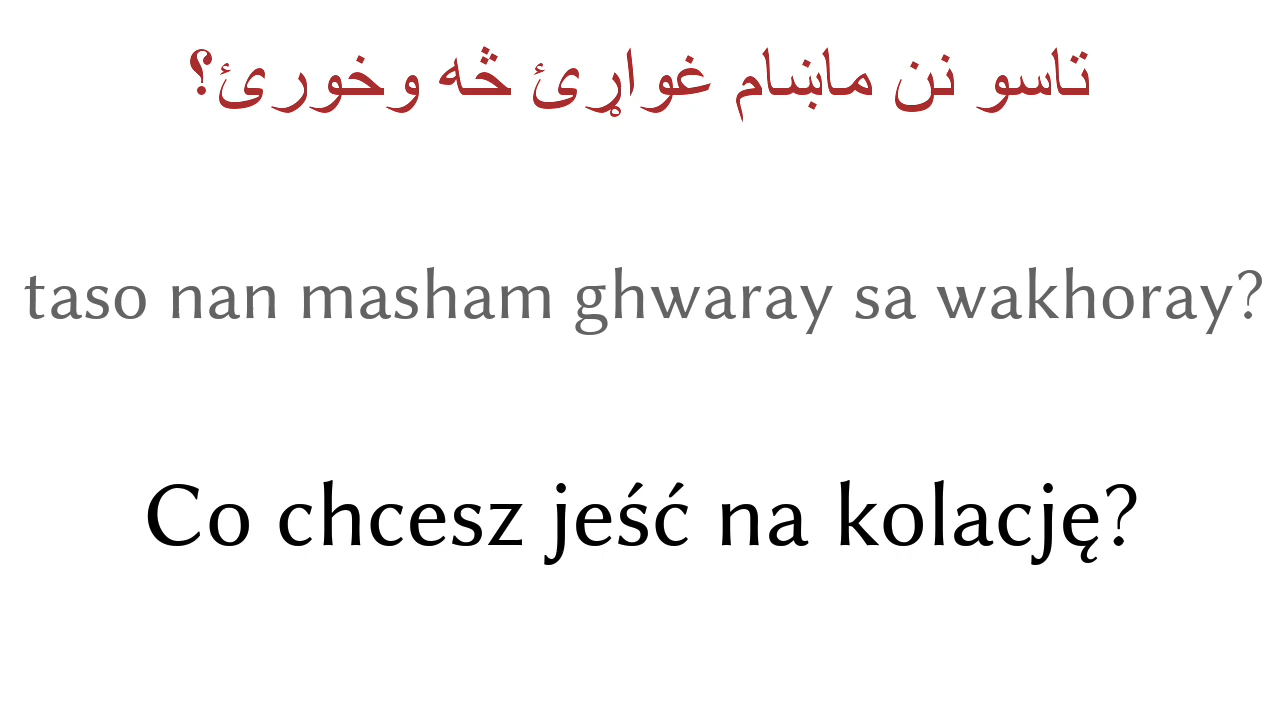 تاسو نن ماښام غواړئ څه وخورئ؟
taso nan masham ghwaray sa wakhoray?
Co chcesz jeść na kolację?